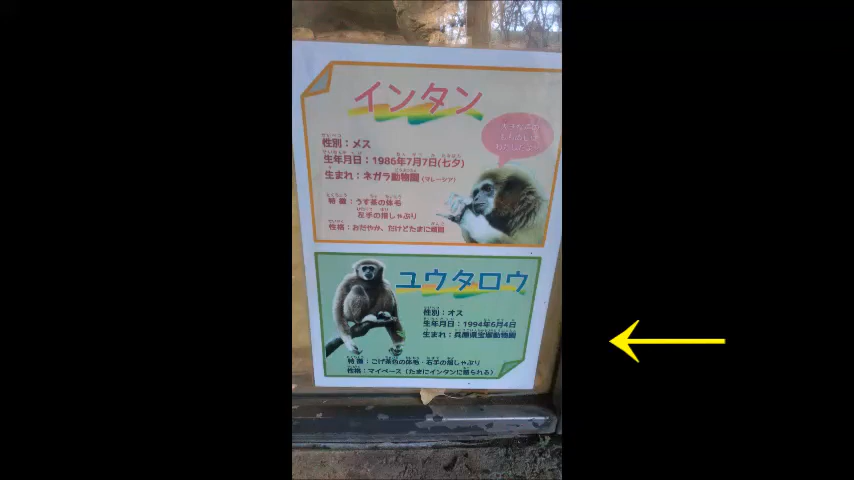 インタン
性別：メス
生年月日：1986年7月7日(七夕)
生まれ：ネガラ動物園(マレーシア)
特徴：うす茶の体毛
左手の指しゃぶり
性格：おだやか、だけどたまに
ユウタロウ
性別：オス
生年月日：1994年6月4日
生まれ：兵庫県宝塚動物園
特徴：こげ茶色の体毛・右手の指しゃぶり
性格：マイペース（たまにインタンに怒られる）